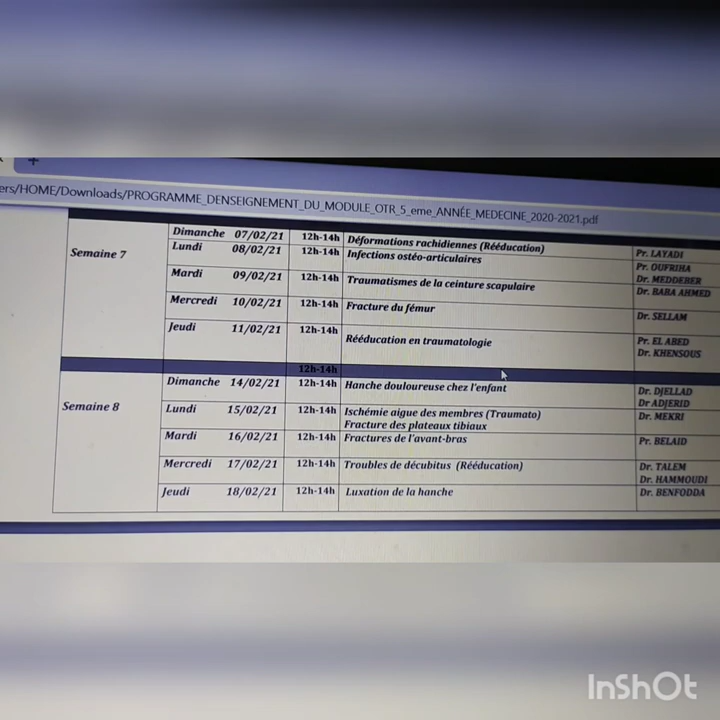 ers/HOME/Downloads/PROGRAMME_DENSEIGNEMENT_DU_MODULE_OTR_5_eme_ANNÉE_MEDECINE_2020-2021.pdf
Semaine 7
Dimanche 07/02/21 12h-14h Déformations rachidiennes (Rééducation) Pr. LAYADI
Lundi 08/02/21 12h-14h Infections ostéo-articulaires Pr. OUFRIHA
Mardi 09/02/21 12h-14h Traumatismes de la ceinture scapulaire Dr. MEDDEBER
Dr. BABA AHMED
Mercredi 10/02/21 12h-14h Fracture du fémur Dr. SELLAM
Jeudi 11/02/21 12h-14h Rééducation en traumatologie Pr. EL ABED
Dr. KHENSOUS
12h-14h
Semaine 8
Dimanche 14/02/21 12h-14h Hanche douloureuse chez l'enfant Dr. DJELLAD
Dr ADJERID
Lundi 15/02/21 12h-14h Ischémie aigue des membres (Traumato) Dr. MEKRI
Fracture des plateaux tibiaux
Mardi 16/02/21 12h-14h Fractures de l'avant-bras Pr. BELAID
Mercredi 17/02/21 12h-14h Troubles de décubitus (Rééducation) Dr. TALEM
Dr. HAMMOUDI
Jeudi 18/02/21 12h-14h Luxation de la hanche Dr. BENFODDA
InShOt